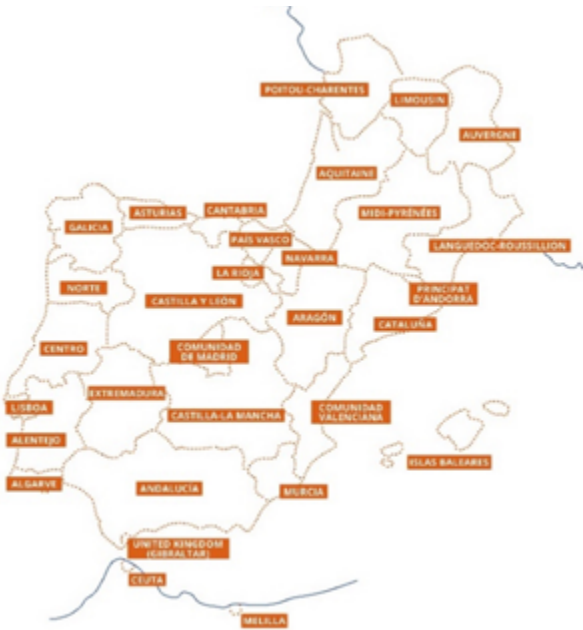 POITOU-CHARENTES
LIMOUSIN
AUVERGNE
AQUITAINE
ASTURIAS
CANTABRIA
MIDI-PYRÉNÉES
GALICIA
PAÍS VASCO
LANGUEDOC-ROUSSILLION
NAVARRA
LA RIOJA
NORTE
CASTILLA Y LEÓN
PRINCIPAT
D'ANDORRA
ARAGÓN
CATALUÑA
CENTRO
COMUNIDAD
DE MADRID
EXTREMADURA
LISBOA
CASTILLA-LA MANCHA
COMUNIDAD
VALENCIANA
ALENTEJO
ISLAS BALEARES
ALGARVE
ANDALUCÍA
MURCIA
UNITED KINGDOM
(GIBRALTAR)
CEUTA
MELILLA